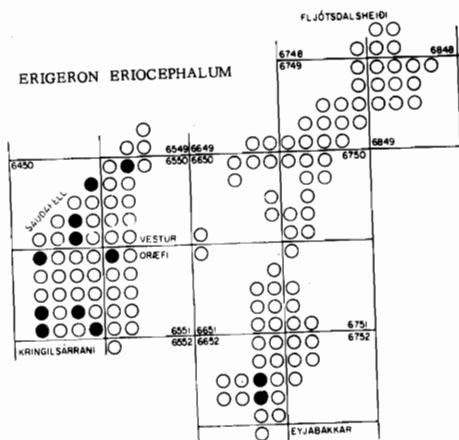 FLJÓTSDALSHEIÐI
6748 6848
6749
ERIGERON ERIOCEPHALUM
6849
6549 6649
6450 6550 6650 6750
SAUÐAFELL
VESTUR
ÖRÆFI
6551 6651 6751
6552 6652 6752
KRINGILSÁRRANI
EYJABAKKAR